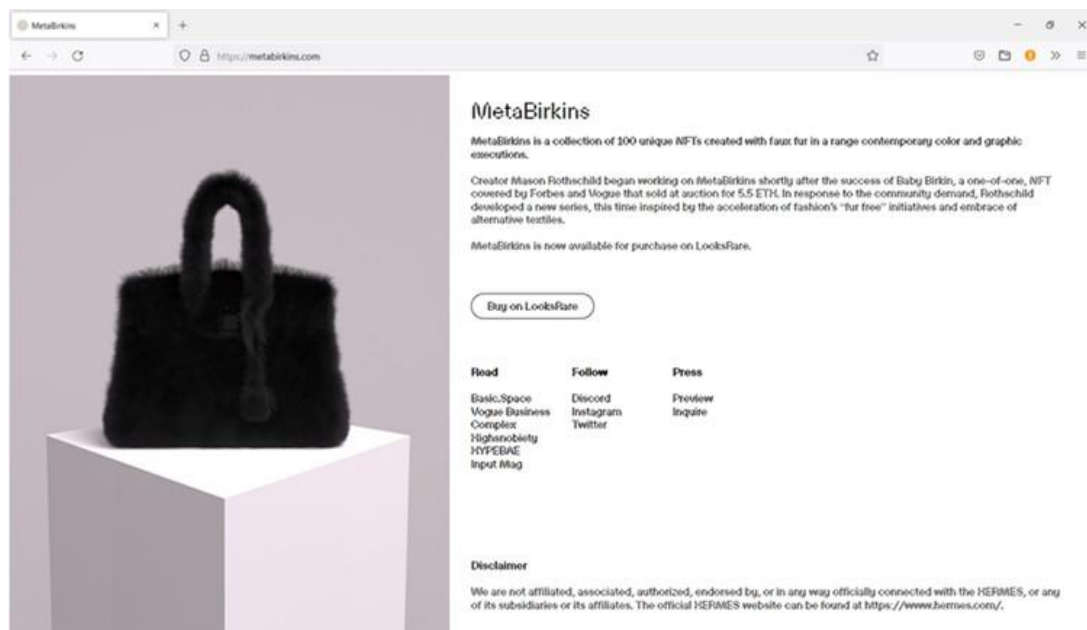 MetaBirkins
https://metabirkins.com
MetaBirkins
MetaBirkins is a collection of 100 unique NFTs created with faux fur in a range contemporary color and graphic
executions.
Creator Mason Rothschild began working on MetaBirkins shortly after the success of Baby Birkin, a one-of-one, NFT
covered by Forbes and Vogue that sold at auction for 5.5 ETH. In response to the community demand, Rothschild
developed a new series, this time inspired by the acceleration of fashion's "fur free" initiatives and embrace of
alternative textiles.
MetaBirkins is now available for purchase on LooksRare.
Buy on LooksRare
Read
Basic.Space
Vogue Business
Complex
Highsnobiety
HYPEBAE
Input Mag
Follow
Discord
Instagram
Twitter
Press
Preview
Inquire
Disclaimer
We are not affiliated, associated, authorized, endorsed by, or in any way officially connected with the HERMES, or any
of its subsidiaries or its affiliates. The official HERMES website can be found at https://www.hermes.com/.